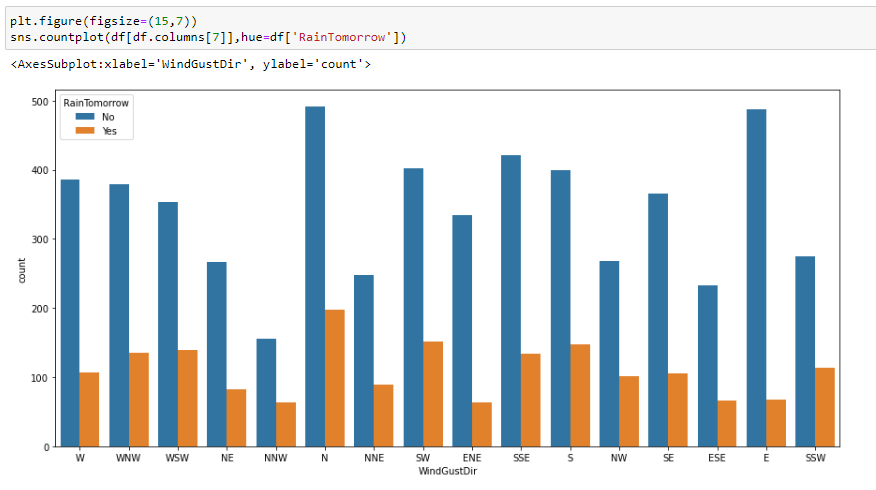 plt.figure(figsize=(15,7))
sns.countplot(df[df.columns[7]],hue=df['RainTomorrow'])
<AxesSubplot:xlabel='WindGustDir', ylabel='count'>
RainTomorrow
No
Yes
500
400
300
200
100
0
count
W WNW WSW NE NNW N NNE SW ENE SSE S NW SE ESE E SSW
WindGustDir